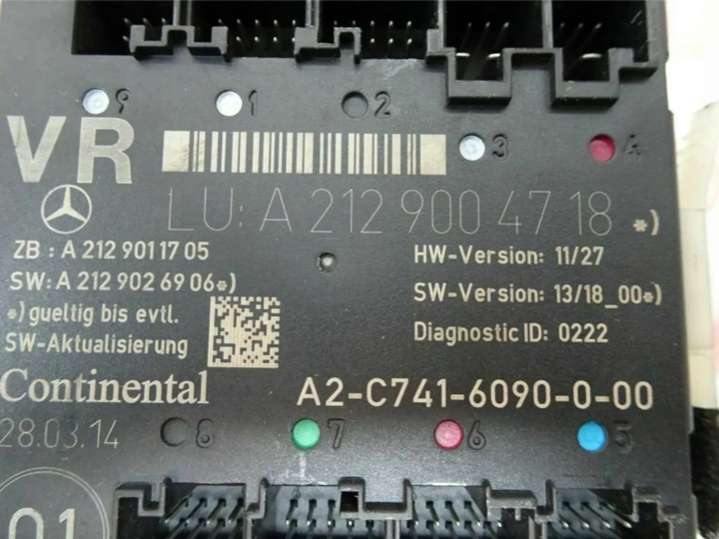 9 1 2
VR
3 4
LU: A 212 900 47 18 *)
ZB : A 212 901 17 05
HW-Version: 11/27
SW: A 212 902 69 06*)
SW-Version: 13/18_00*)
*) gueltig bis evtl.
SW-Aktualisierung
Diagnostic ID: 0222
Continental
A2-C741-6090-0-00
28.03.14
8 7 6 5
01